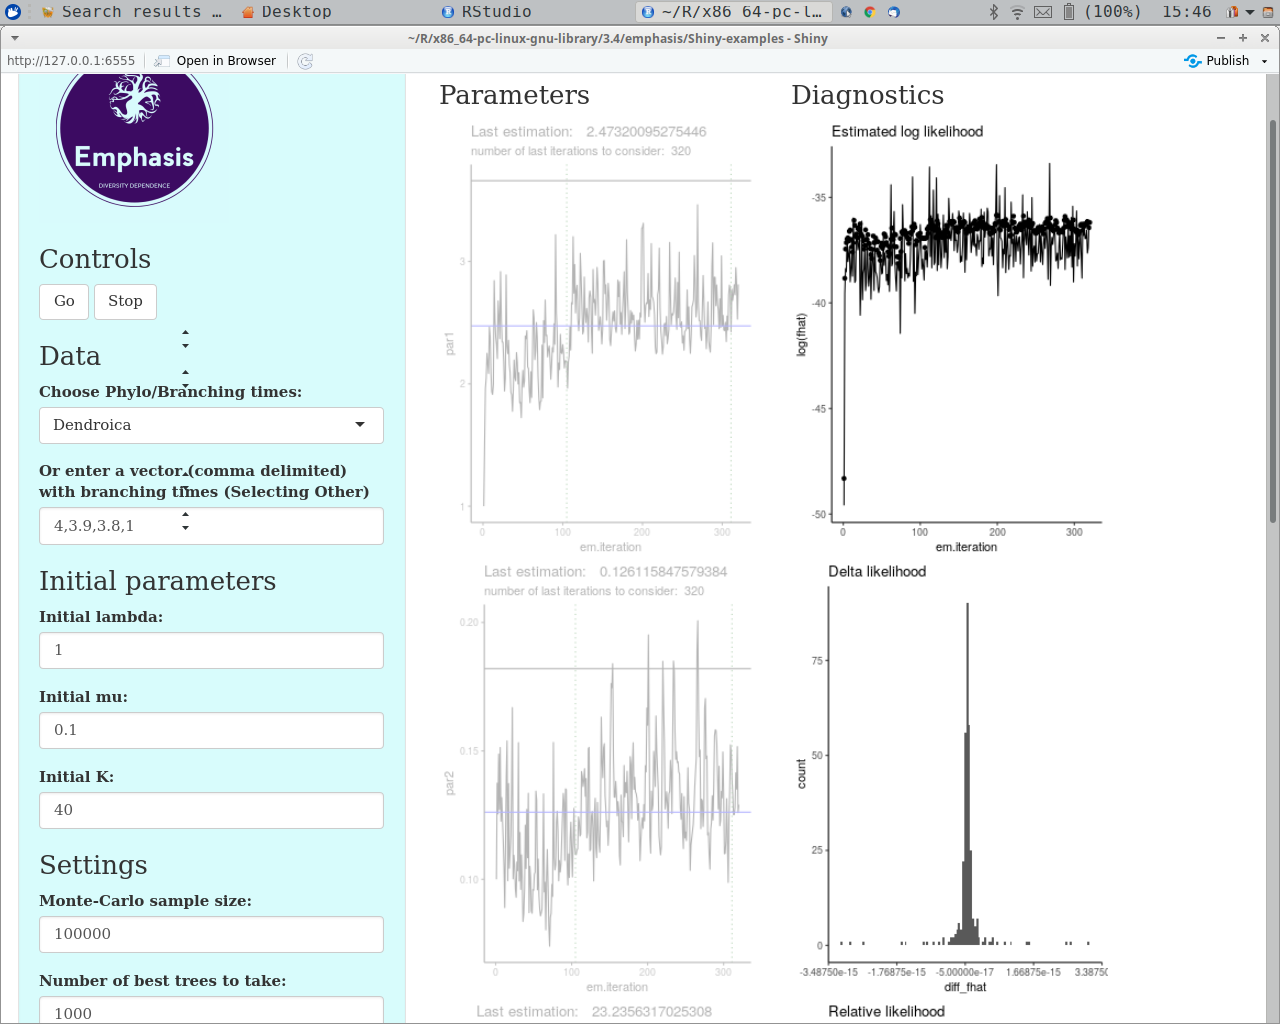 Search results …
Desktop
RStudio
~/R/x86_64-pc-l…
(100%)
15:46
~/R/x86_64-pc-linux-gnu-library/3.4/emphasis/Shiny-examples - Shiny
http://127.0.0.1:6555
Open in Browser
Publish
Emphasis
DIVERSITY DEPENDENCE
Controls
Go
Stop
Data
Choose Phylo/Branching times:
Dendroica
Or enter a vector (comma delimited)
with branching times (Selecting Other)
4,3.9,3.8,1
Initial parameters
Initial lambda:
1
Initial mu:
0.1
Initial K:
40
Settings
Monte-Carlo sample size:
100000
Number of best trees to take:
1000
Parameters
Last estimation: 2.47320095275446
number of last iterations to consider: 320
par1
3
2
1
0 100 200 300
em.iteration
Last estimation: 0.126115847579384
number of last iterations to consider: 320
par2
0.20
0.15
0.10
0 100 200 300
em.iteration
Last estimation: 23.2356317025308
Diagnostics
Estimated log likelihood
log(fhat)
-35
-40
-45
-50
0 100 200 300
em.iteration
Delta likelihood
count
75
50
25
0
-3.48750e-15 -1.76875e-15 -5.00000e-17 1.66875e-15 3.3875
diff_fhat
Relative likelihood